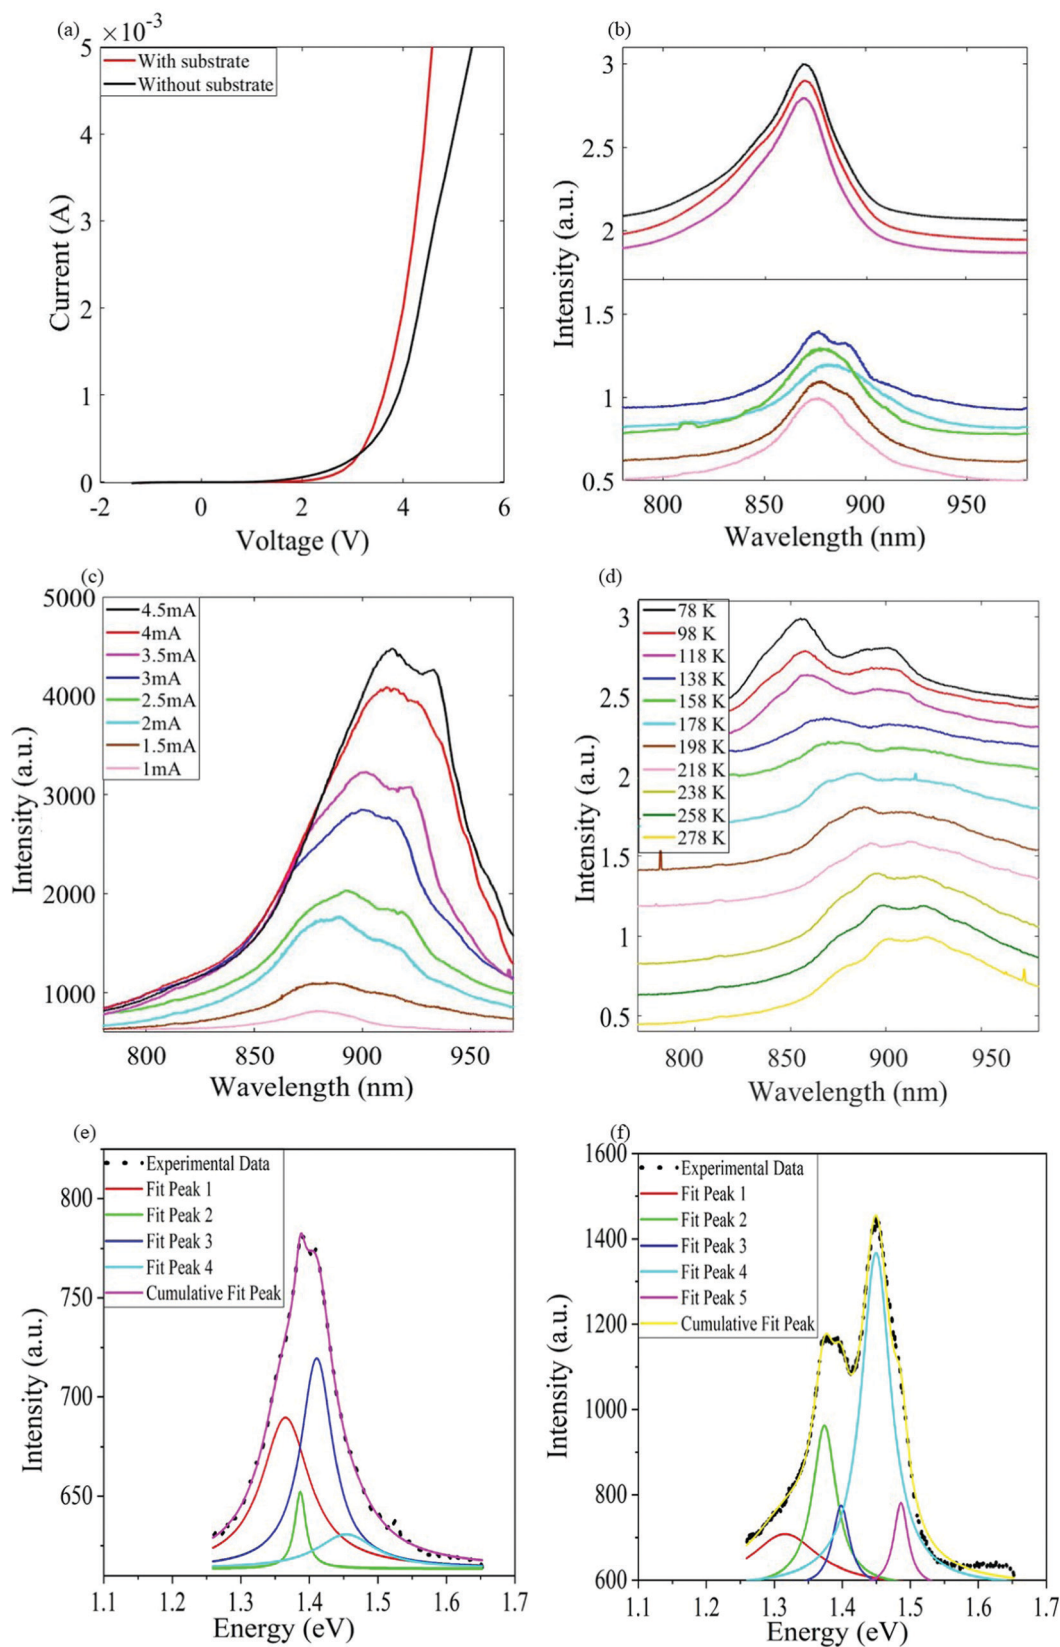 (a)
×10⁻³
5
4
3
2
1
0
With substrate
Without substrate
Current (A)
-2 0 2 4 6
Voltage (V)
(b)
3
2.5
2
1.5
1
0.5
Intensity (a.u.)
800 850 900 950
Wavelength (nm)
(c)
5000
4000
3000
2000
1000
4.5mA
4mA
3.5mA
3mA
2.5mA
2mA
1.5mA
1mA
Intensity (a.u.)
800 850 900 950
Wavelength (nm)
(d)
3
2.5
2
1.5
1
0.5
78 K
98 K
118 K
138 K
158 K
178 K
198 K
218 K
238 K
258 K
278 K
Intensity (a.u.)
800 850 900 950
Wavelength (nm)
(e)
800
750
700
650
Experimental Data
Fit Peak 1
Fit Peak 2
Fit Peak 3
Fit Peak 4
Cumulative Fit Peak
Intensity (a.u.)
1.1 1.2 1.3 1.4 1.5 1.6 1.7
Energy (eV)
(f)
1600
1400
1200
1000
800
600
Experimental Data
Fit Peak 1
Fit Peak 2
Fit Peak 3
Fit Peak 4
Fit Peak 5
Cumulative Fit Peak
Intensity (a.u.)
1.1 1.2 1.3 1.4 1.5 1.6 1.7
Energy (eV)